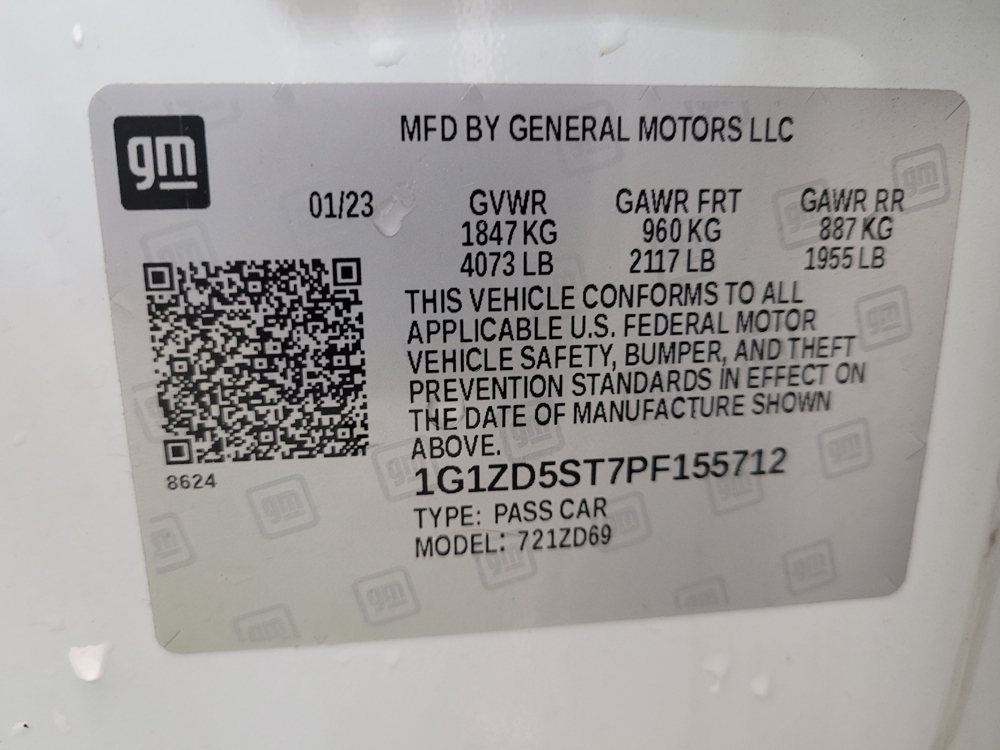 gm
MFD BY GENERAL MOTORS LLC
01/23 GVWR GAWR FRT GAWR RR
1847 KG 960 KG 887 KG
4073 LB 2117 LB 1955 LB
THIS VEHICLE CONFORMS TO ALL
APPLICABLE U.S. FEDERAL MOTOR
VEHICLE SAFETY, BUMPER, AND THEFT
PREVENTION STANDARDS IN EFFECT ON
THE DATE OF MANUFACTURE SHOWN
ABOVE.
8624
1G1ZD5ST7PF155712
TYPE: PASS CAR
MODEL: 721ZD69